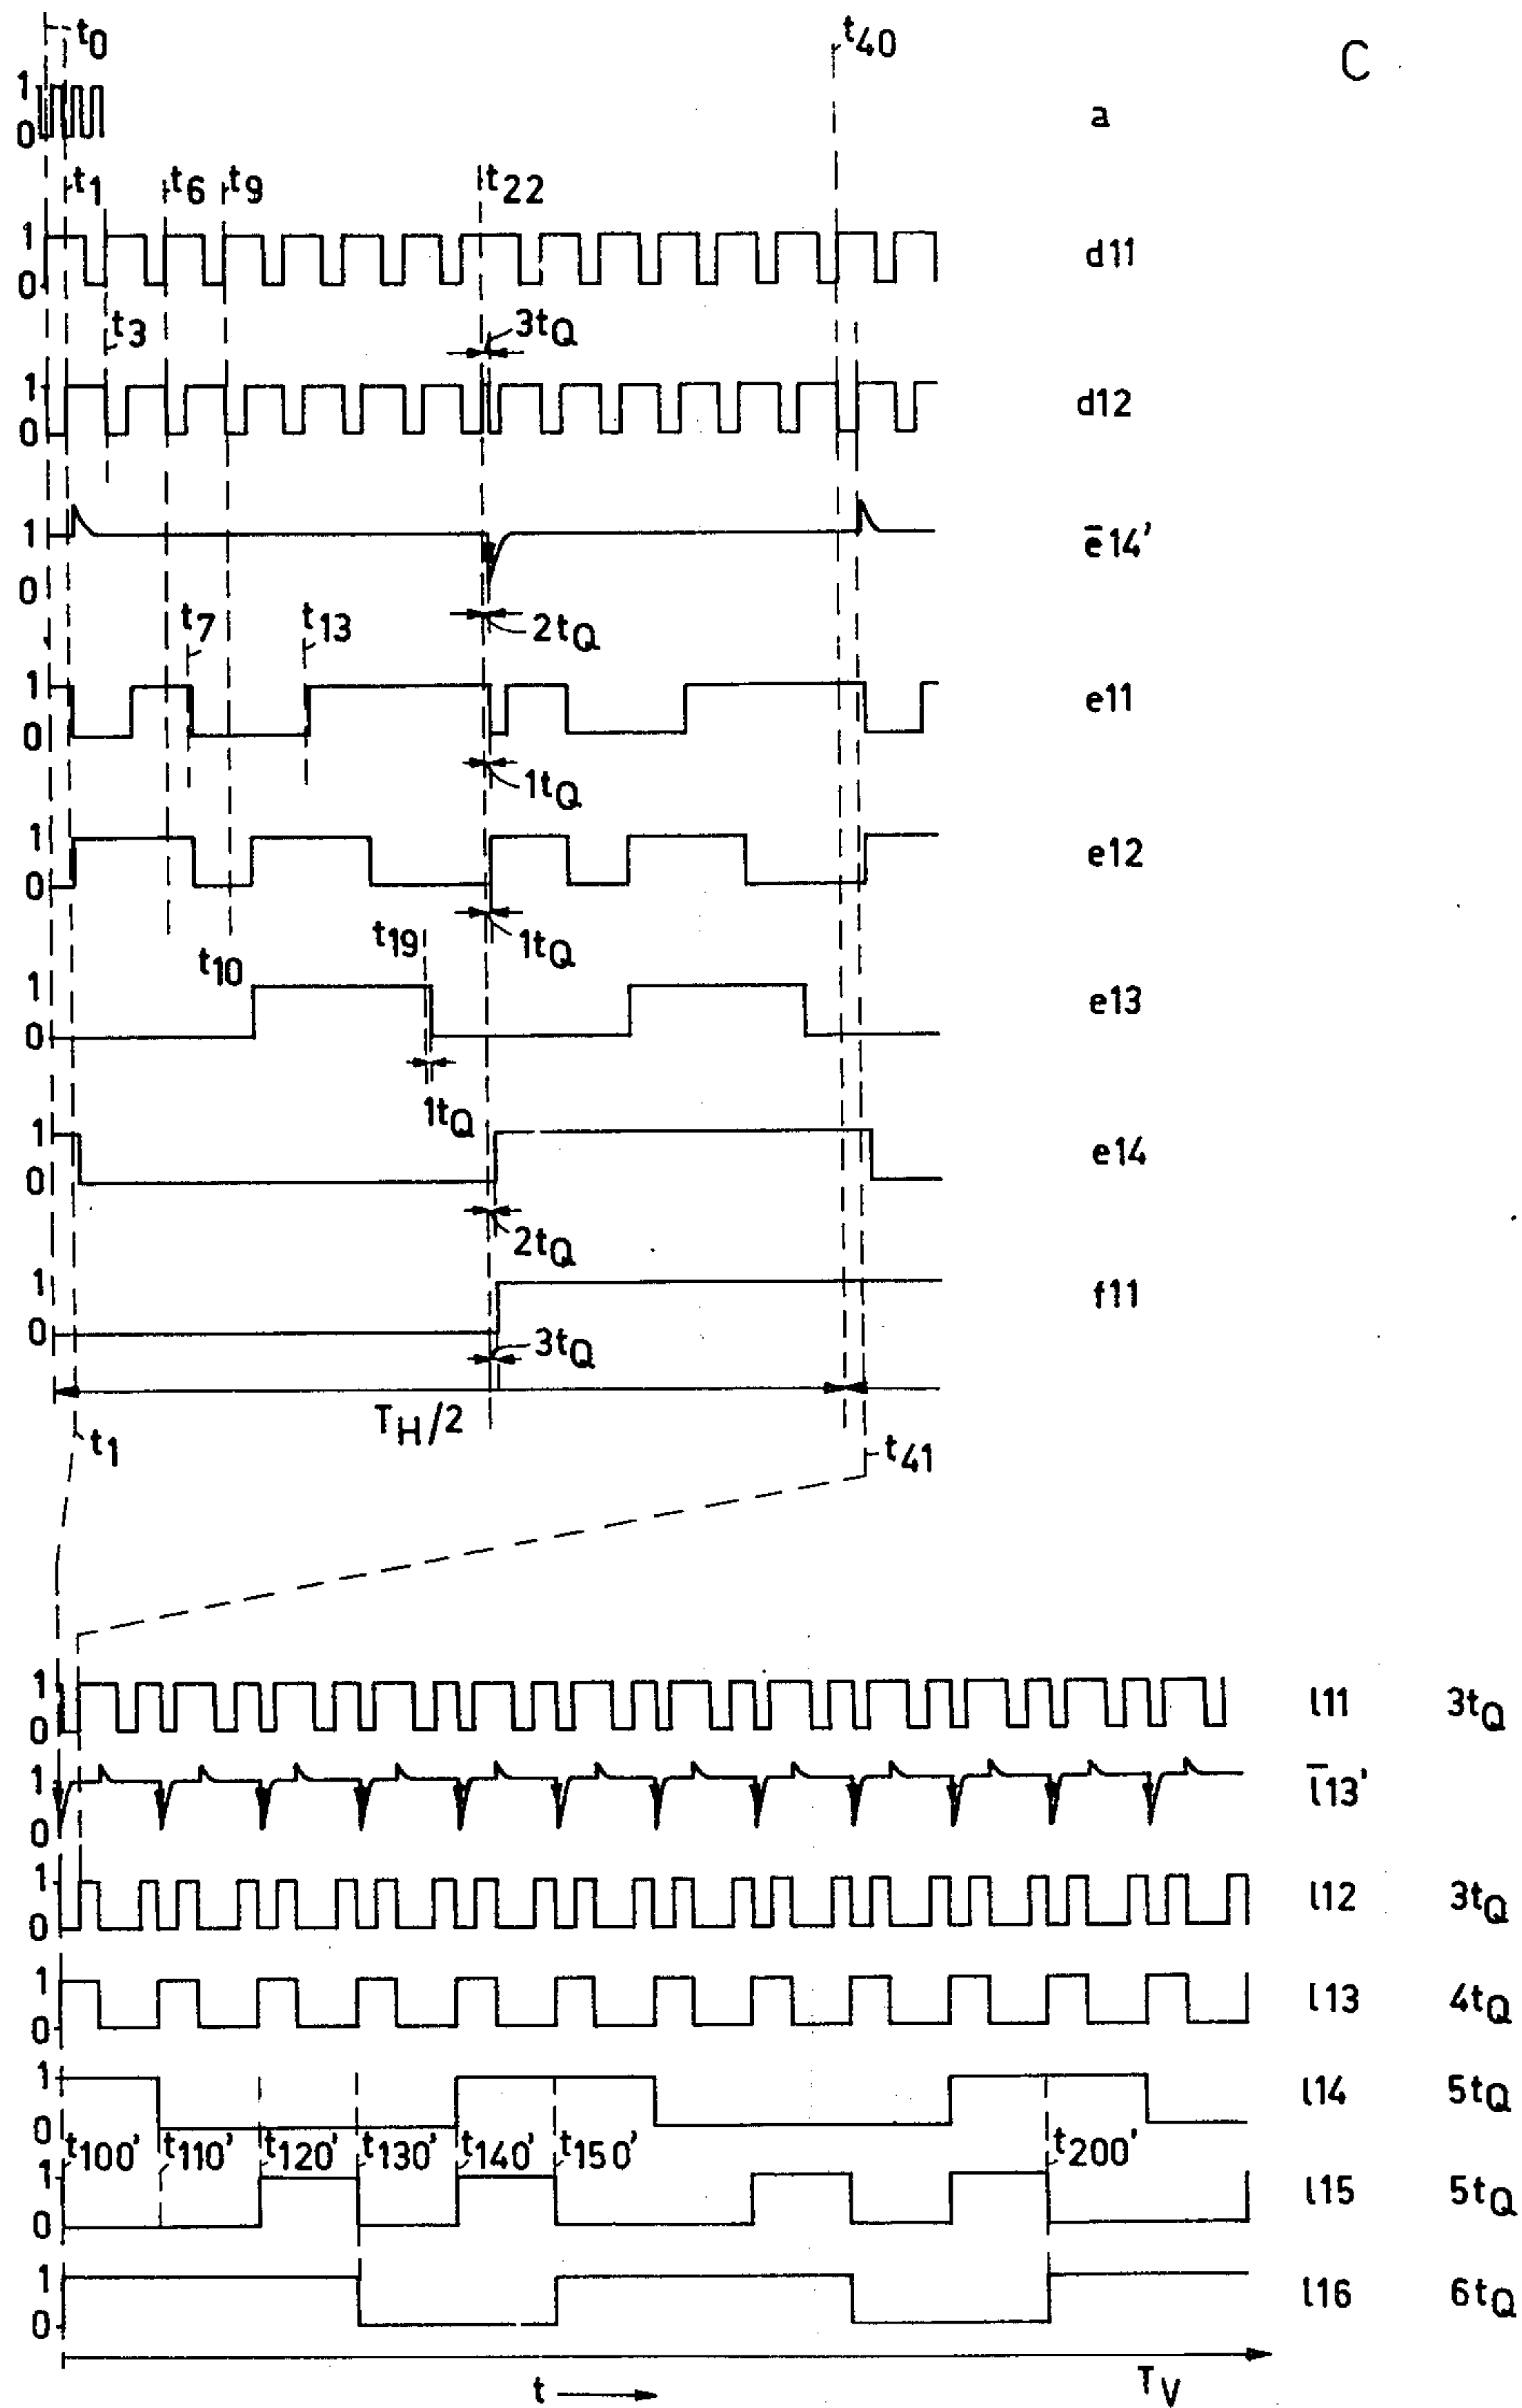 t0 t40 C
1
0 a
t1 t6 t9 t22
1
0 d11
t3 3tQ
1
0 d12
1
0 e̅14'
2tQ
t7 t13
1
0 e11
1tQ
1
0 e12
1tQ
t19
t10
1
0 e13
1tQ
1
0 e14
2tQ
1
0 f11
3tQ
TH/2
t1 t41
1
0 l11 3tQ
1
0 l̅13'
1
0 l12 3tQ
1
0 l13 4tQ
1
0 l14 5tQ
t100' t110' t120' t130' t140' t150' t200'
1
0 l15 5tQ
1
0 l16 6tQ
t TV